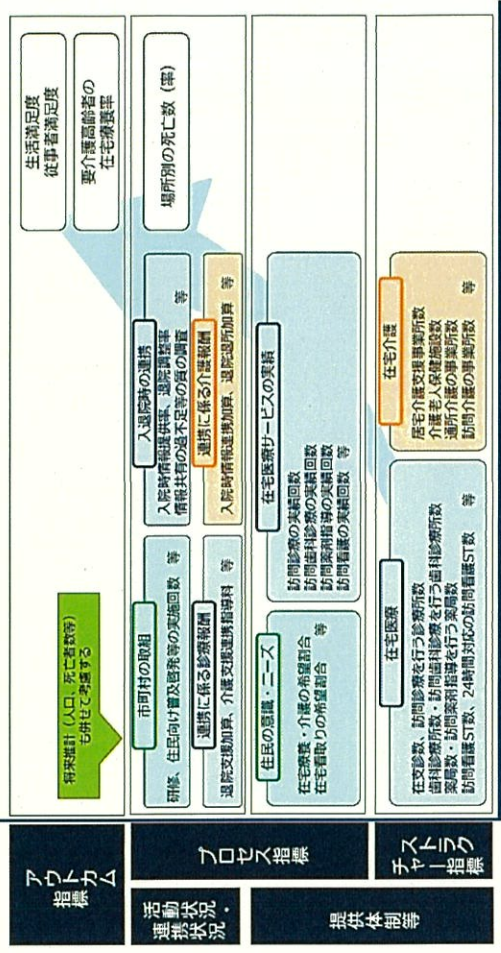 アウトカム
指標
将来推計(人口、死亡者数等)
も併せて考慮する
生活満足度
従事者満足度
要介護高齢者の
在宅療養率
活動状況・
連携状況
プロセス指標
市町村の取組
研修、住民向け普及啓発等の実施回数 等
入退院時の連携
入院時情報提供率、退院調整率
情報共有の過不足等の質の調査 等
場所別の死亡数(率)
連携に係る診療報酬
退院支援加算、介護支援連携指導料 等
連携に係る介護報酬
入院時情報連携加算、退院退所加算 等
提供体制等
住民の意識・ニーズ
在宅療養・介護の希望割合
在宅看取りの希望割合 等
在宅医療サービスの実績
訪問診療の実績回数
訪問歯科診療の実績回数
訪問薬剤指導の実績回数
訪問看護の実績回数 等
ストラク
チャー指標
在宅医療
在支診数、訪問診療を行う診療所数
歯科診療所数・訪問歯科診療を行う歯科診療所数
薬局数・訪問薬剤指導を行う薬局数
訪問看護ST数、24時間対応の訪問看護ST数 等
在宅介護
居宅介護支援事業所数
介護老人保健施設数
通所介護の事業所数
訪問介護の事業所数 等